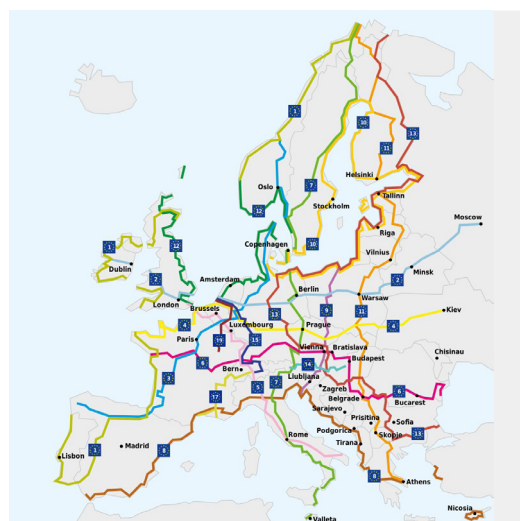 1
13
10
11
Helsinki
7
Oslo
Tallinn
12
Stockholm
Moscow
Riga
Copenhagen
10
1
12
Vilnius
Dublin
Minsk
2
2
Amsterdam
Berlin
Warsaw
London
Brussels
13
9
11
Kiev
4
Luxembourg
Prague
4
Paris
19
15
Vienna
Bratislava
Chisinau
Budapest
6
14
Bern
3
Ljubljana
7
5
Zagreb
6
17
Belgrade
Bucarest
Sarajevo
Prisitina
Sofia
Rome
Podgorica
Skopje
13
Madrid
Tirana
1
8
Lisbon
8
Athens
Nicosia
Valleta